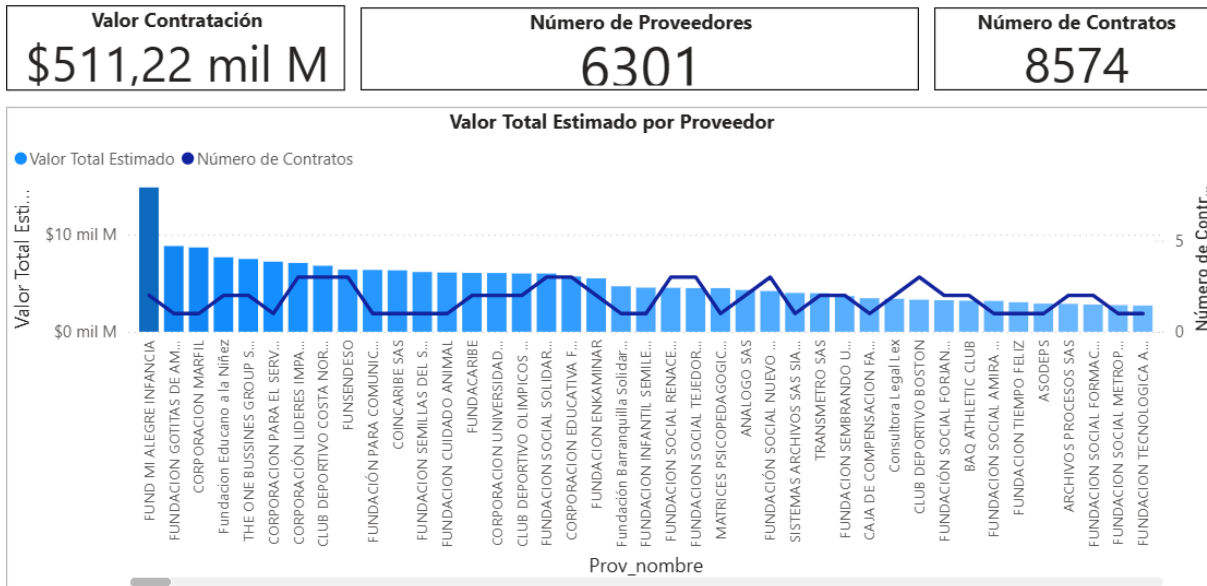 Valor Contratación
$511,22 mil M
Número de Proveedores
6301
Número de Contratos
8574
Valor Total Estimado por Proveedor
Valor Total Estimado
Número de Contratos
Valor Total Esti...
$10 mil M
$0 mil M
5
0
Número de Contr...
FUND MI ALEGRE INFANCIA
FUNDACION GOTITAS DE AM...
CORPORACION MARFIL
Fundacion Educano a la Niñez
THE ONE BUSSINES GROUP S...
CORPORACION PARA EL SERV...
CORPORACIÓN LIDERES IMPA...
CLUB DEPORTIVO COSTA NOR...
FUNSENDESO
FUNDACIÓN PARA COMUNIC...
COINCARIBE SAS
FUNDACION SEMILLAS DEL S...
FUNDACION CUIDADO ANIMAL
FUNDACARIBE
CORPORACION UNIVERSIDAD...
CLUB DEPORTIVO OLIMPICOS ...
FUNDACION SOCIAL SOLIDAR...
CORPORACION EDUCATIVA F...
FUNDACION ENKAMINAR
Fundación Barranquilla Solidar...
FUNDACION INFANTIL SEMILE...
FUNDACION SOCIAL RENACE...
FUNDACION SOCIAL TEJEDOR...
MATRICES PSICOPEDAGOGIC...
ANALOGO SAS
FUNDACIÓN SOCIAL NUEVO ...
SISTEMAS ARCHIVOS SAS SIA...
TRANSMETRO SAS
FUNDACION SEMBRANDO U...
CAJA DE COMPENSACION FA...
Consultora Legal Lex
CLUB DEPORTIVO BOSTON
FUNDACIÓN SOCIAL FORJAN...
BAQ ATHLETIC CLUB
FUNDACION SOCIAL AMIRA ...
FUNDACION TIEMPO FELIZ
ASODEPS
ARCHIVOS PROCESOS SAS
FUNDACION SOCIAL FORMAC...
FUNDACION SOCIAL METROP...
FUNDACION TECNOLOGICA A...
Prov_nombre